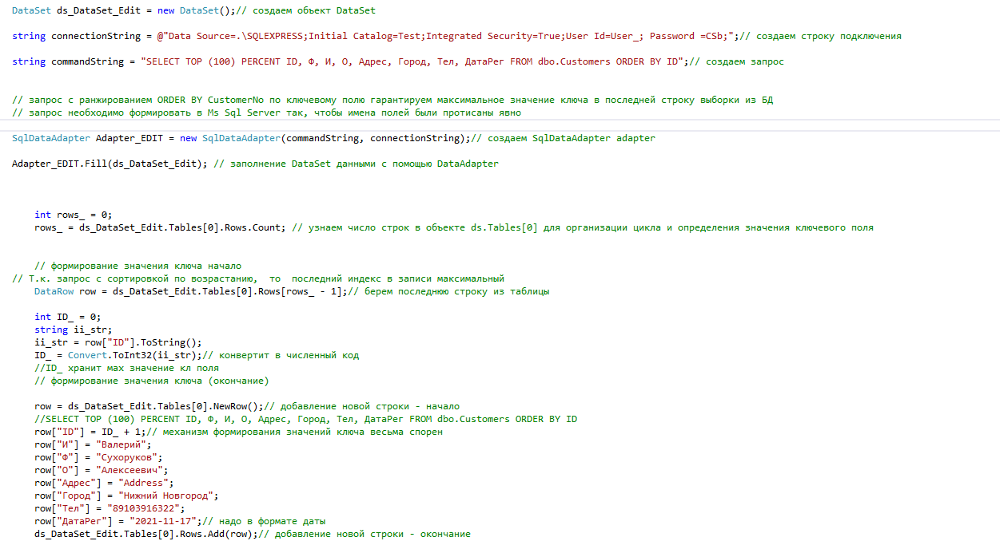 DataSet ds_DataSet_Edit = new DataSet();// создаем объект DataSet
string connectionString = @"Data Source=.\SQLEXPRESS;Initial Catalog=Test;Integrated Security=True;User Id=User_; Password =CSb;";// создаем строку подключения
string commandString = "SELECT TOP (100) PERCENT ID, Ф, И, О, Адрес, Город, Тел, ДатаРег FROM dbo.Customers ORDER BY ID";// создаем запрос
// запрос с ранжированием ORDER BY CustomerNo по ключевому полю гарантируем максимальное значение ключа в последней строку выборки из БД
// запрос необходимо формировать в Ms Sql Server так, чтобы имена полей были протисаны явно
SqlDataAdapter Adapter_EDIT = new SqlDataAdapter(commandString, connectionString);// создаем SqlDataAdapter adapter
Adapter_EDIT.Fill(ds_DataSet_Edit); // заполнение DataSet данными с помощью DataAdapter
int rows_ = 0;
rows_ = ds_DataSet_Edit.Tables[0].Rows.Count; // узнаем число строк в объекте ds.Tables[0] для организации цикла и определения значения ключевого поля
// формирование значения ключа начало
// Т.к. запрос с сортировкой по возрастанию,  то  последний индекс в записи максимальный
DataRow row = ds_DataSet_Edit.Tables[0].Rows[rows_ - 1];// берем последнюю строку из таблицы
int ID_ = 0;
string ii_str;
ii_str = row["ID"].ToString();
ID_ = Convert.ToInt32(ii_str);// конвертит в численный код
//ID_ хранит мах значение кл поля
// формирование значения ключа (окончание)
row = ds_DataSet_Edit.Tables[0].NewRow();// добавление новой строки - начало
//SELECT TOP (100) PERCENT ID, Ф, И, О, Адрес, Город, Тел, ДатаРег FROM dbo.Customers ORDER BY ID
row["ID"] = ID_ + 1;// механизм формирования значений ключа весьма спорен
row["И"] = "Валерий";
row["Ф"] = "Сухоруков";
row["О"] = "Алексеевич";
row["Адрес"] = "Address";
row["Город"] = "Нижний Новгород";
row["Тел"] = "89103916322";
row["ДатаРег"] = "2021-11-17";// надо в формате даты
ds_DataSet_Edit.Tables[0].Rows.Add(row);// добавление новой строки - окончание